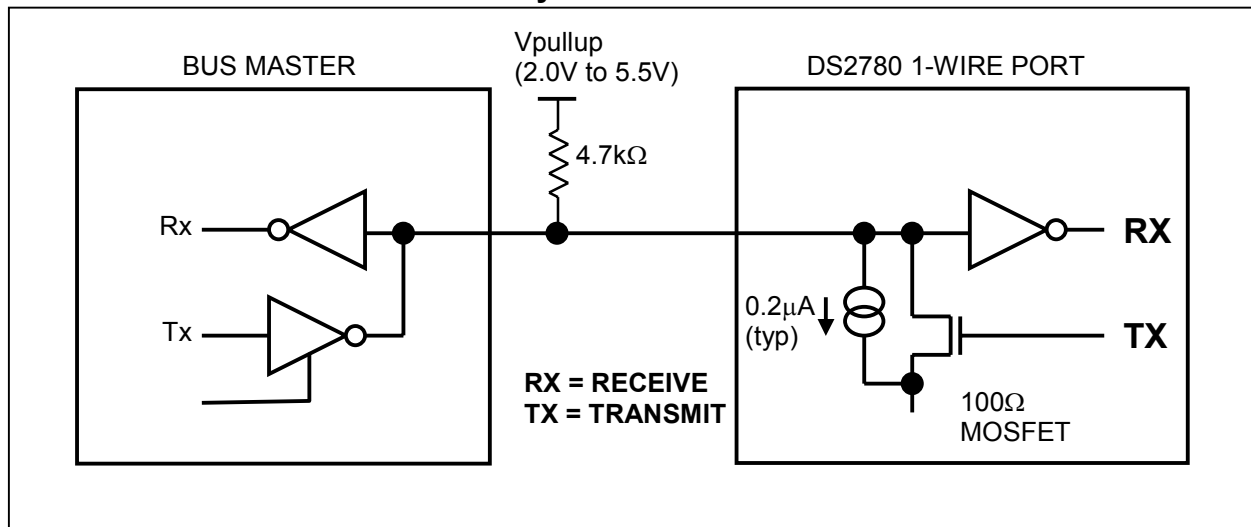 Vpullup
(2.0V to 5.5V)
BUS MASTER
DS2780 1-WIRE PORT
4.7kΩ
Rx
RX
0.2μA
(typ)
Tx
TX
RX = RECEIVE
TX = TRANSMIT
100Ω
MOSFET